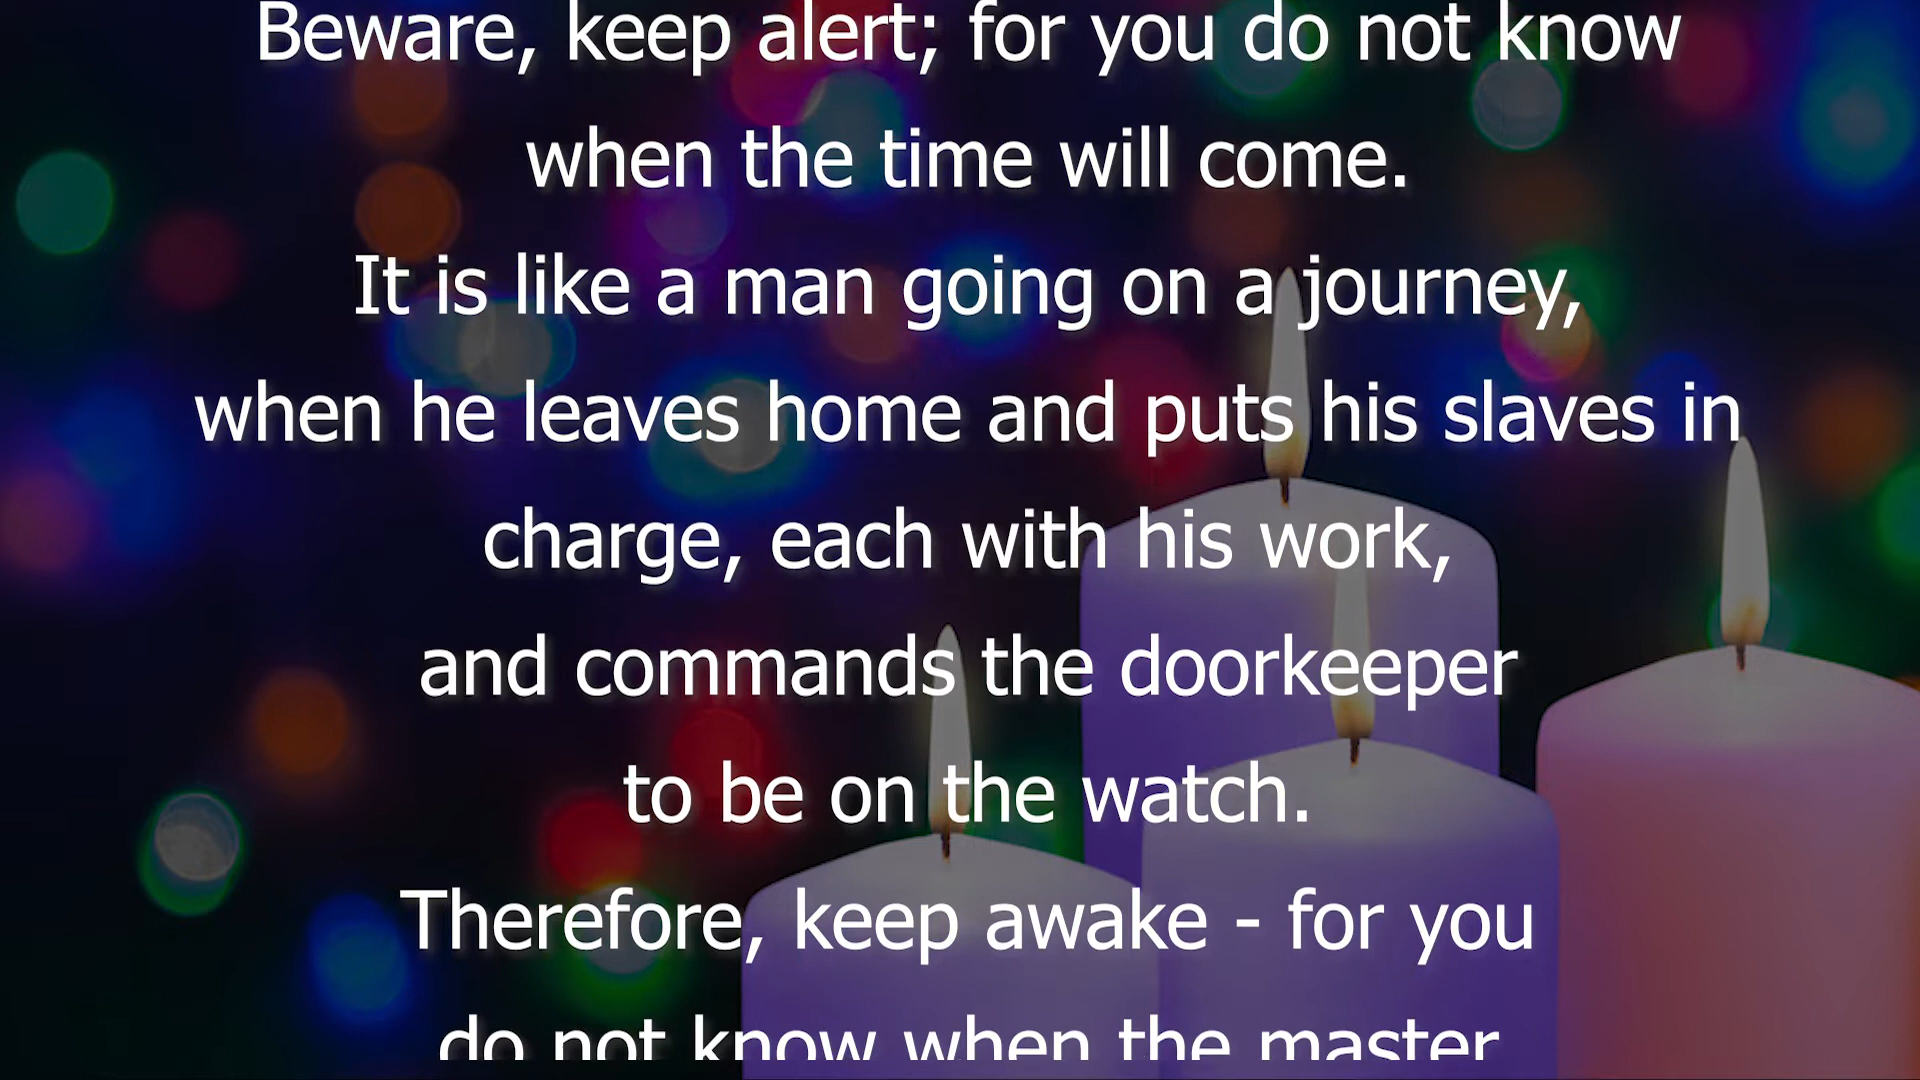 Beware, keep alert; for you do not know
when the time will come.
It is like a man going on a journey,
when he leaves home and puts his slaves in
charge, each with his work,
and commands the doorkeeper
to be on the watch.
Therefore, keep awake - for you
do not know when the master